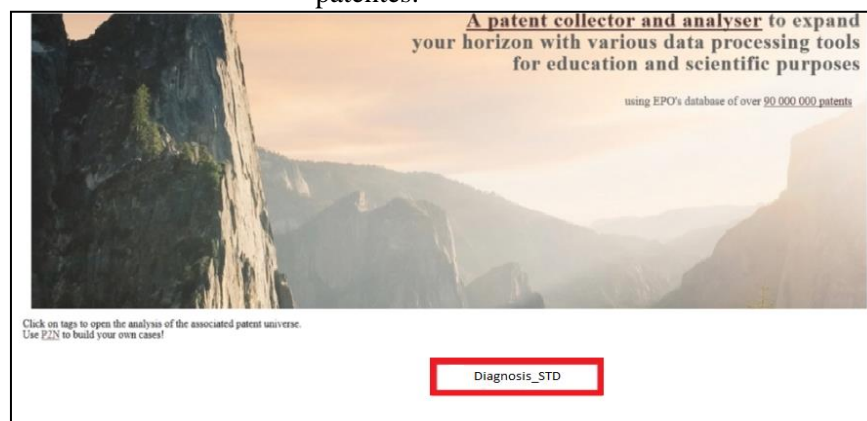 patentes.
A patent collector and analyser to expand
your horizon with various data processing tools
for education and scientific purposes
using EPO's database of over 90 000 000 patents
Click on tags to open the analysis of the associated patent universe.
Use P2N to build your own cases!
Diagnosis_STD